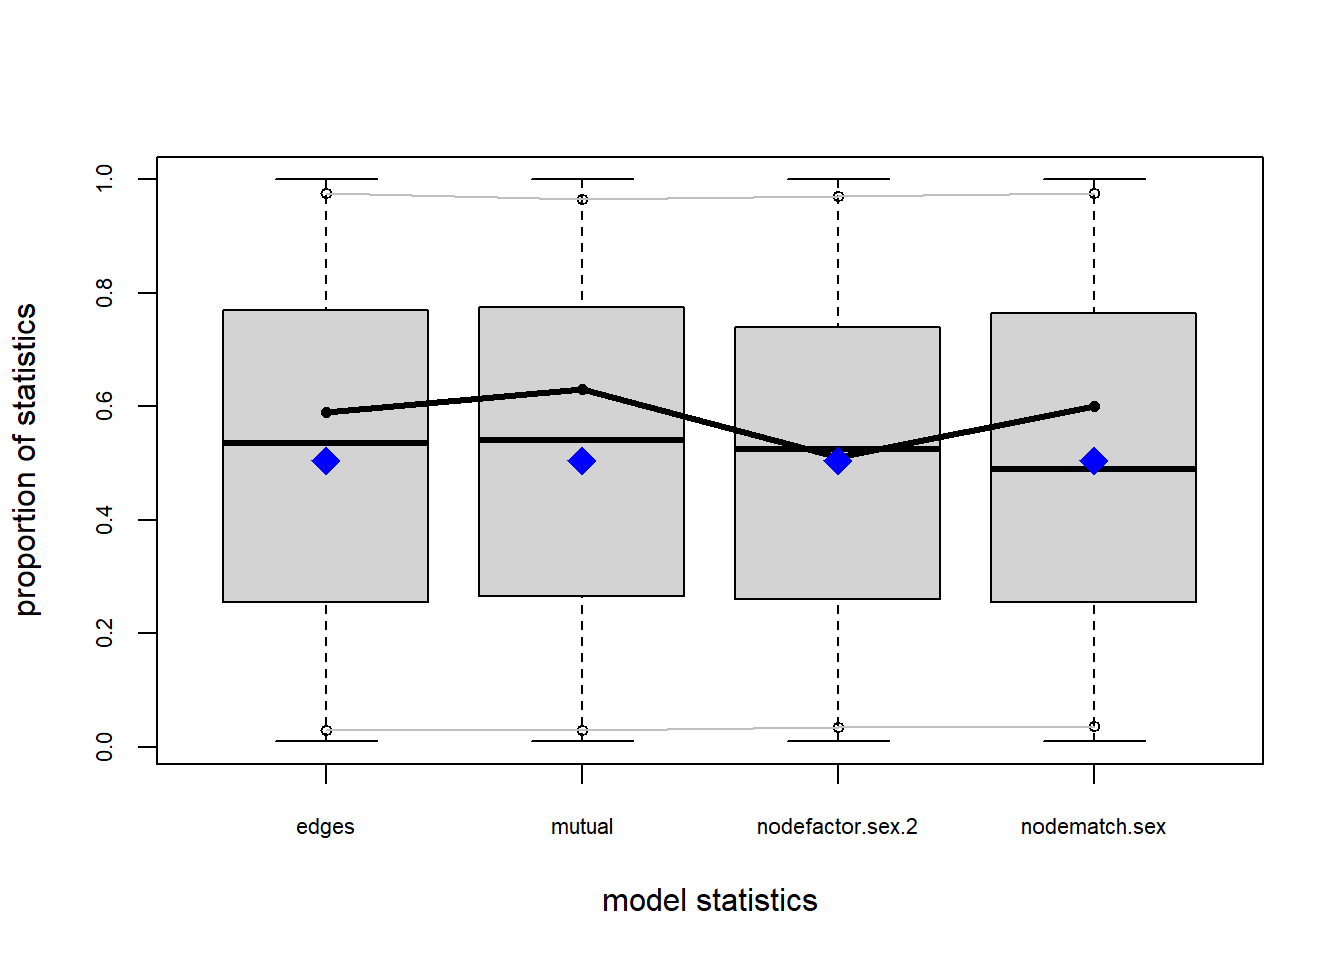 proportion of statistics
1.0
0.8
0.6
0.4
0.2
0.0
edges mutual nodefactor.sex.2 nodematch.sex
model statistics